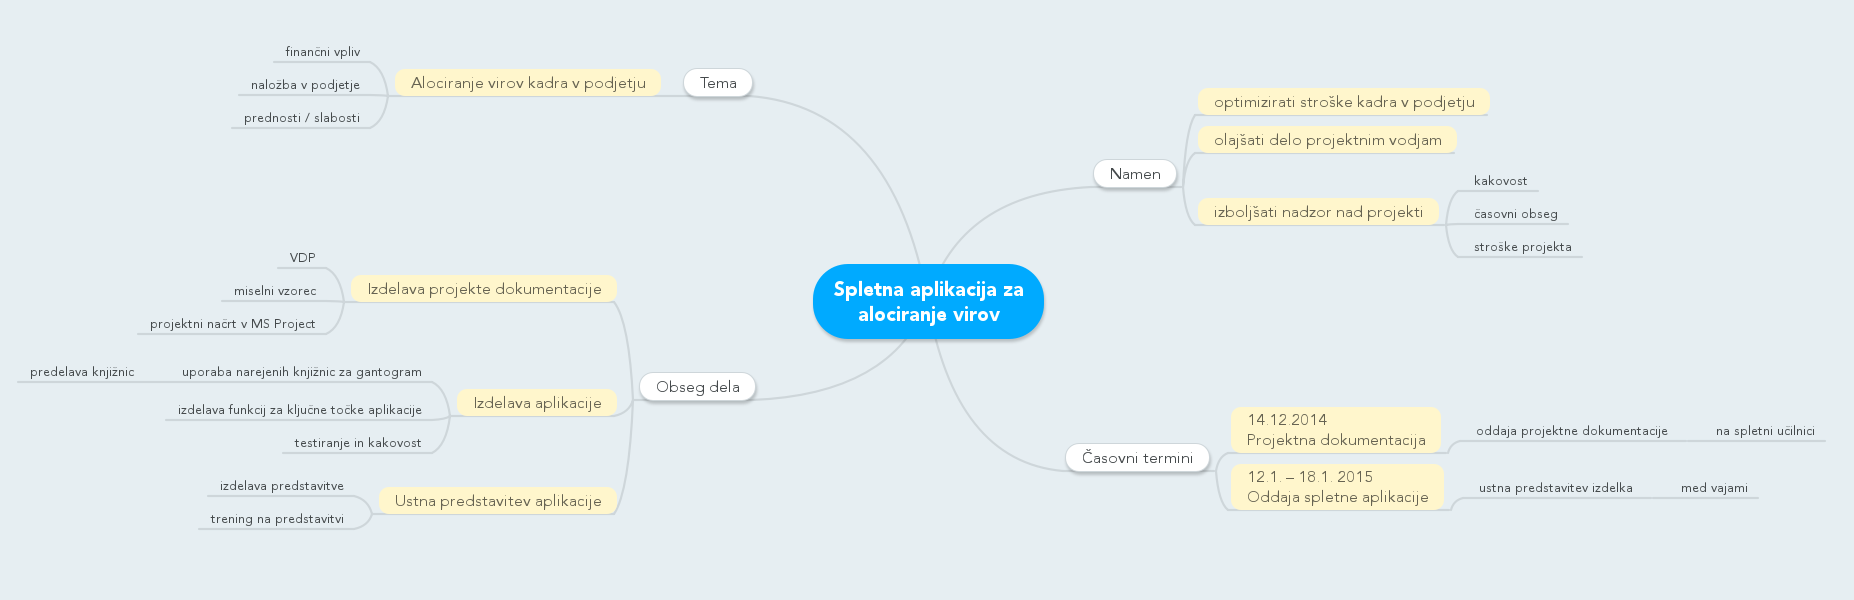 Spletna aplikacija za
alociranje virov
Tema
Alociranje virov kadra v podjetju
finančni vpliv
naložba v podjetje
prednosti / slabosti
Namen
optimizirati stroške kadra v podjetju
olajšati delo projektnim vodjam
izboljšati nadzor nad projekti
kakovost
časovni obseg
stroške projekta
Obseg dela
Izdelava projekte dokumentacije
VDP
miselni vzorec
projektni načrt v MS Project
Izdelava aplikacije
uporaba narejenih knjižnic za gantogram
predelava knjižnic
izdelava funkcij za ključne točke aplikacije
testiranje in kakovost
Ustna predstavitev aplikacije
izdelava predstavitve
trening na predstavitvi
Časovni termini
14.12.2014
Projektna dokumentacija
oddaja projektne dokumentacije
na spletni učilnici
12.1. – 18.1. 2015
Oddaja spletne aplikacije
ustna predstavitev izdelka
med vajami